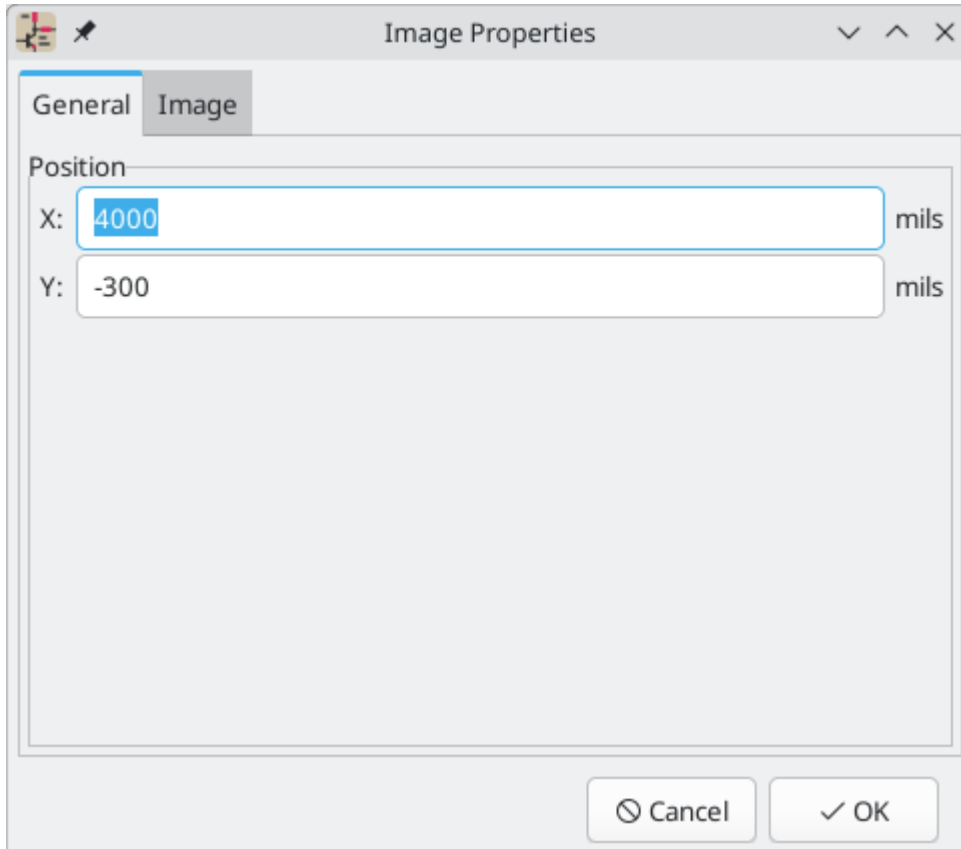 Image Properties
General Image
Position
X: 4000 mils
Y: -300 mils
Cancel OK